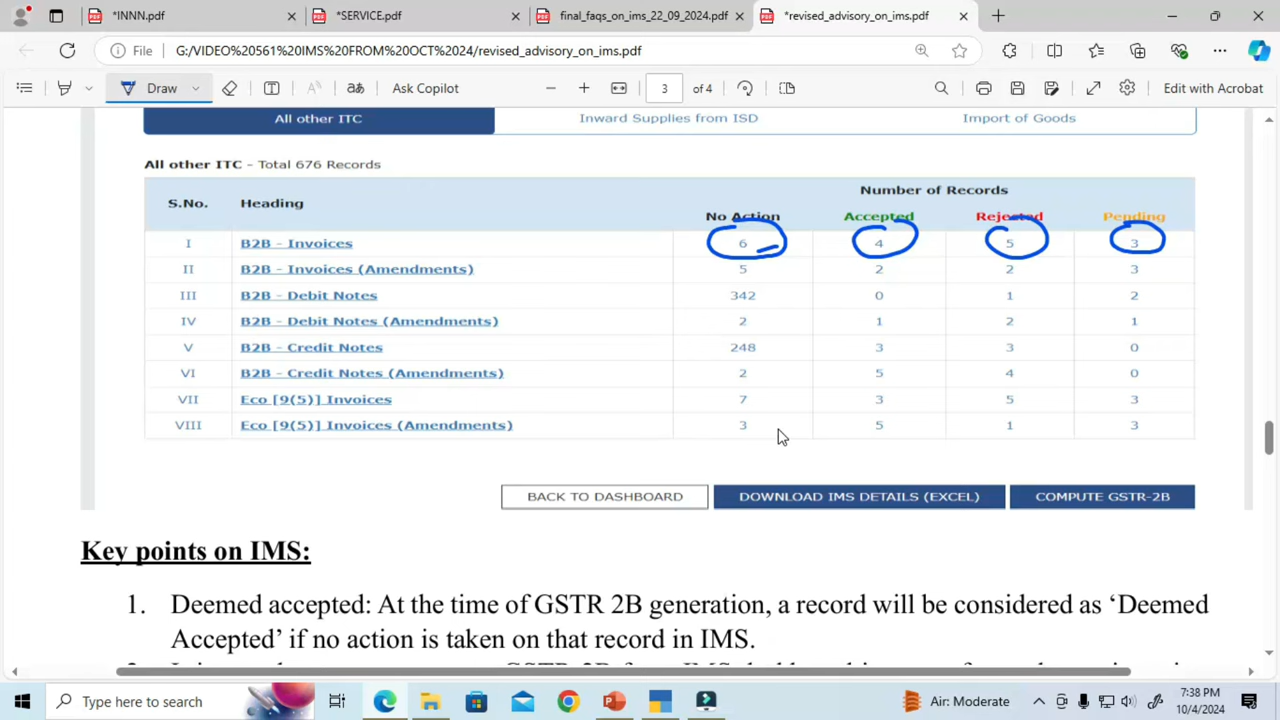 *INNN.pdf
*SERVICE.pdf
final_faqs_on_ims_22_09_2024.pdf
*revised_advisory_on_ims.pdf
File
G:/VIDEO%20561%20IMS%20FROM%20OCT%202024/revised_advisory_on_ims.pdf
Draw
Ask Copilot
3 of 4
Edit with Acrobat
All other ITC
Inward Supplies from ISD
Import of Goods
All other ITC - Total 676 Records
S.No. Heading Number of Records
No Action Accepted Rejected Pending
I B2B - Invoices 6 4 5 3
II B2B - Invoices (Amendments) 5 2 2 3
III B2B - Debit Notes 342 0 1 2
IV B2B - Debit Notes (Amendments) 2 1 2 1
V B2B - Credit Notes 248 3 3 0
VI B2B - Credit Notes (Amendments) 2 5 4 0
VII Eco [9(5)] Invoices 7 3 5 3
VIII Eco [9(5)] Invoices (Amendments) 3 5 1 3
BACK TO DASHBOARD
DOWNLOAD IMS DETAILS (EXCEL)
COMPUTE GSTR-2B
Key points on IMS:
1. Deemed accepted: At the time of GSTR 2B generation, a record will be considered as ‘Deemed
Accepted’ if no action is taken on that record in IMS.
Type here to search
Air: Moderate
7:38 PM
10/4/2024